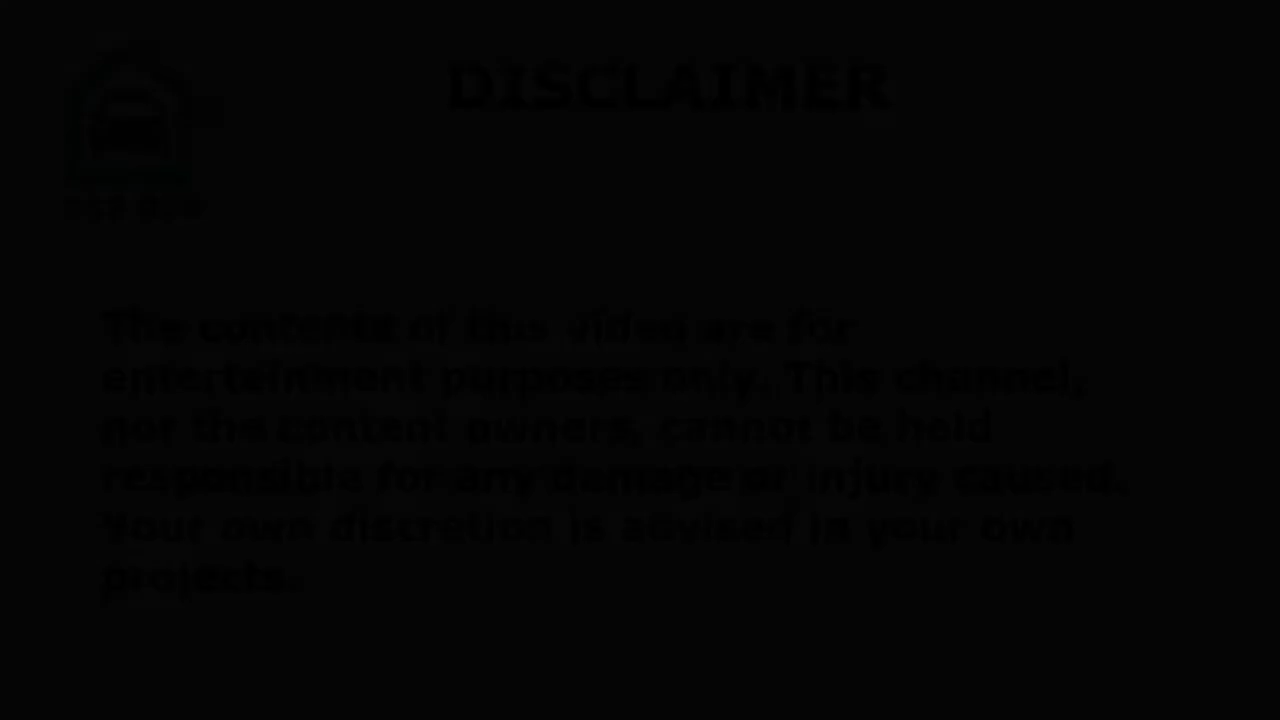 DISCLAIMER
The contents of this video are for
entertainment purposes only. This channel,
nor the content owners, cannot be held
responsible for any damage or injury caused.
Your own discretion is advised in your own
projects.